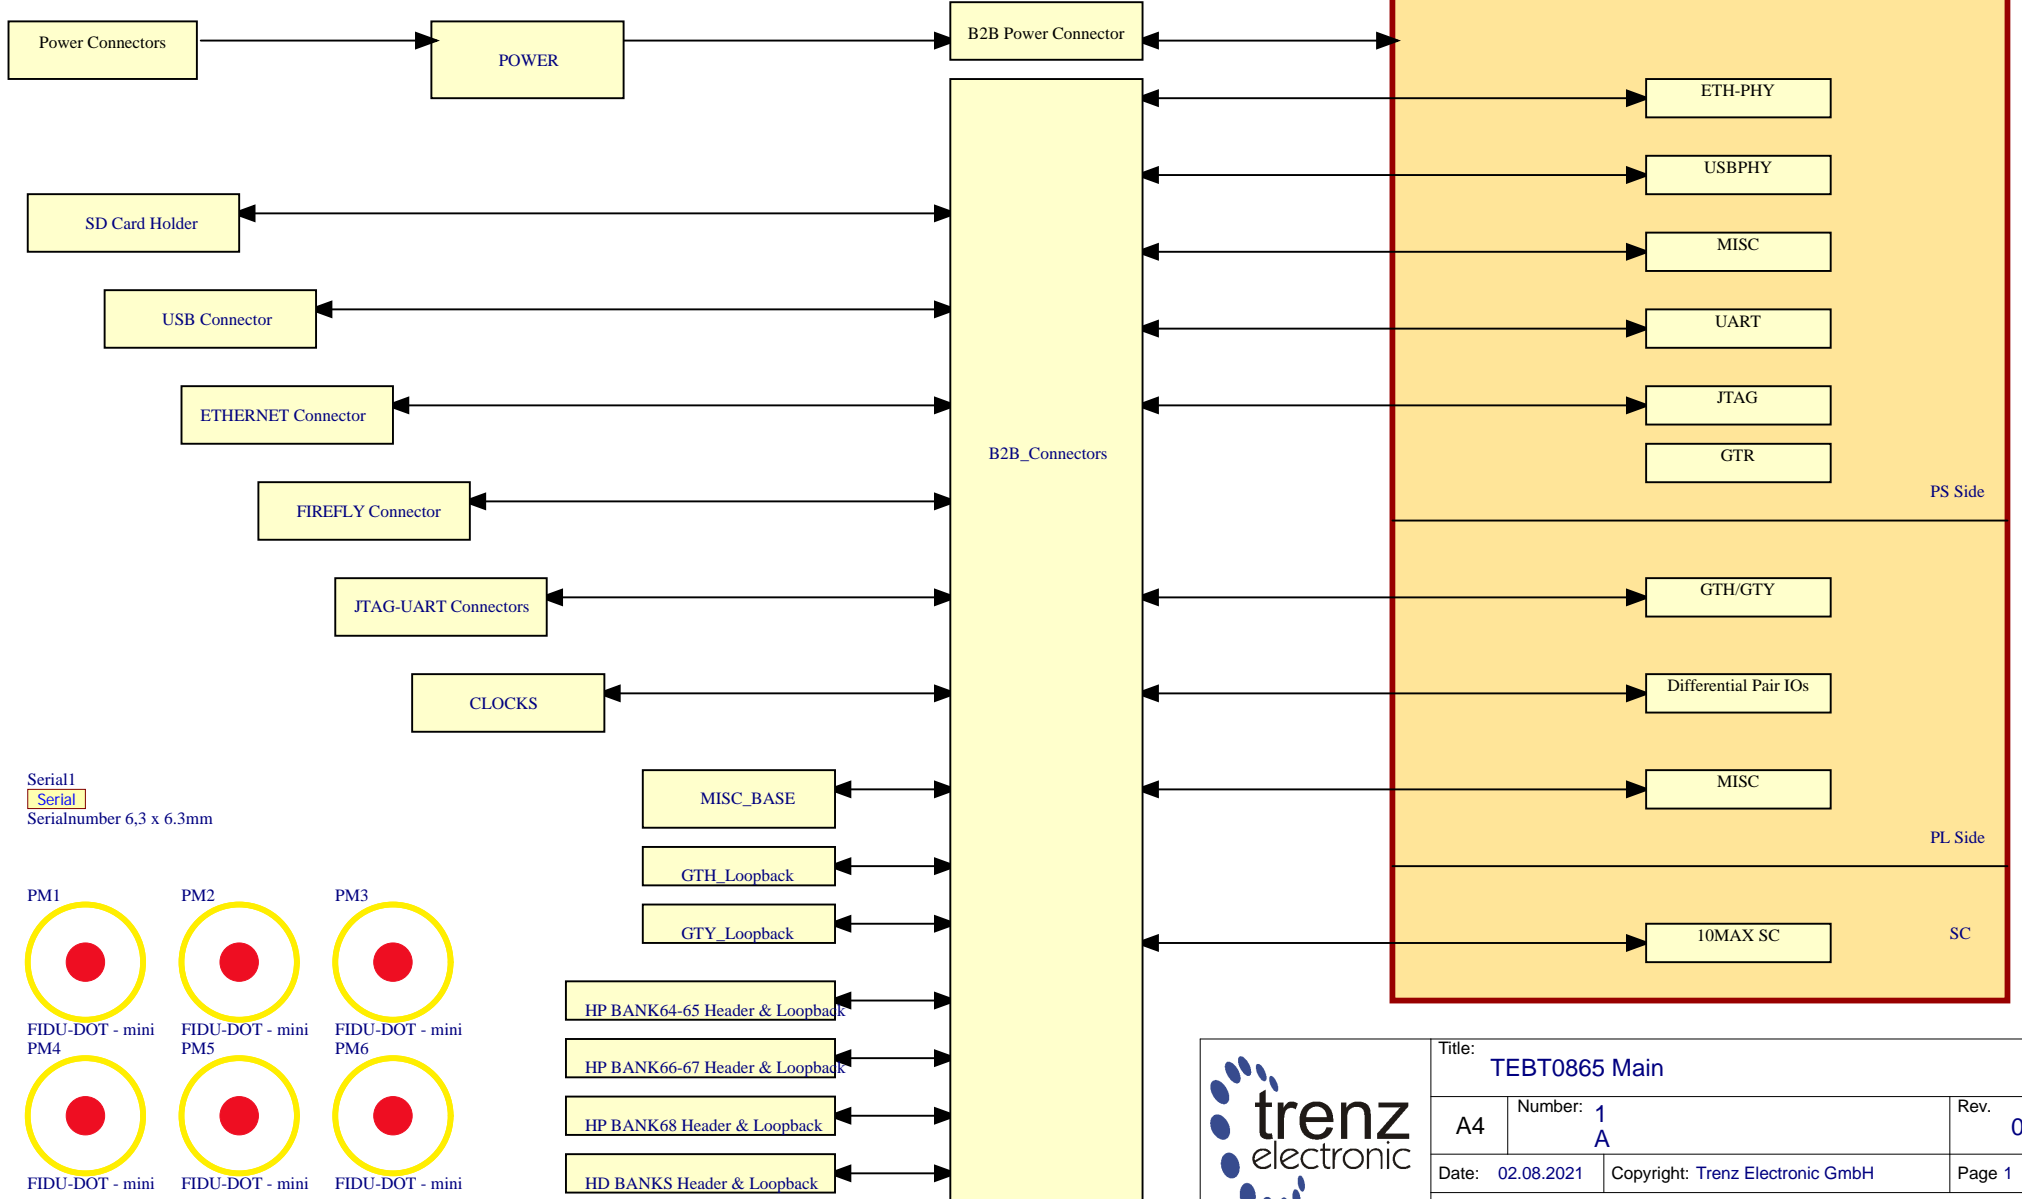 Power Connectors
POWER
B2B Power Connector
ETH-PHY
USBPHY
SD Card Holder
MISC
USB Connector
UART
ETHERNET Connector
JTAG
B2B_Connectors
GTR
PS Side
FIREFLY Connector
JTAG-UART Connectors
GTH/GTY
CLOCKS
Differential Pair IOs
MISC_BASE
MISC
PL Side
GTH_Loopback
GTY_Loopback
10MAX SC
SC
Serial1
Serial
Serialnumber 6,3 x 6.3mm
PM1
PM2
PM3
FIDU-DOT - mini
FIDU-DOT - mini
FIDU-DOT - mini
PM4
PM5
PM6
FIDU-DOT - mini
FIDU-DOT - mini
FIDU-DOT - mini
HP BANK64-65 Header & Loopback
HP BANK66-67 Header & Loopback
HP BANK68 Header & Loopback
HD BANKS Header & Loopback
trenz
electronic
Title:
TEBT0865 Main
A4
Number: 1
A
Rev.
0
Date: 02.08.2021
Copyright: Trenz Electronic GmbH
Page 1